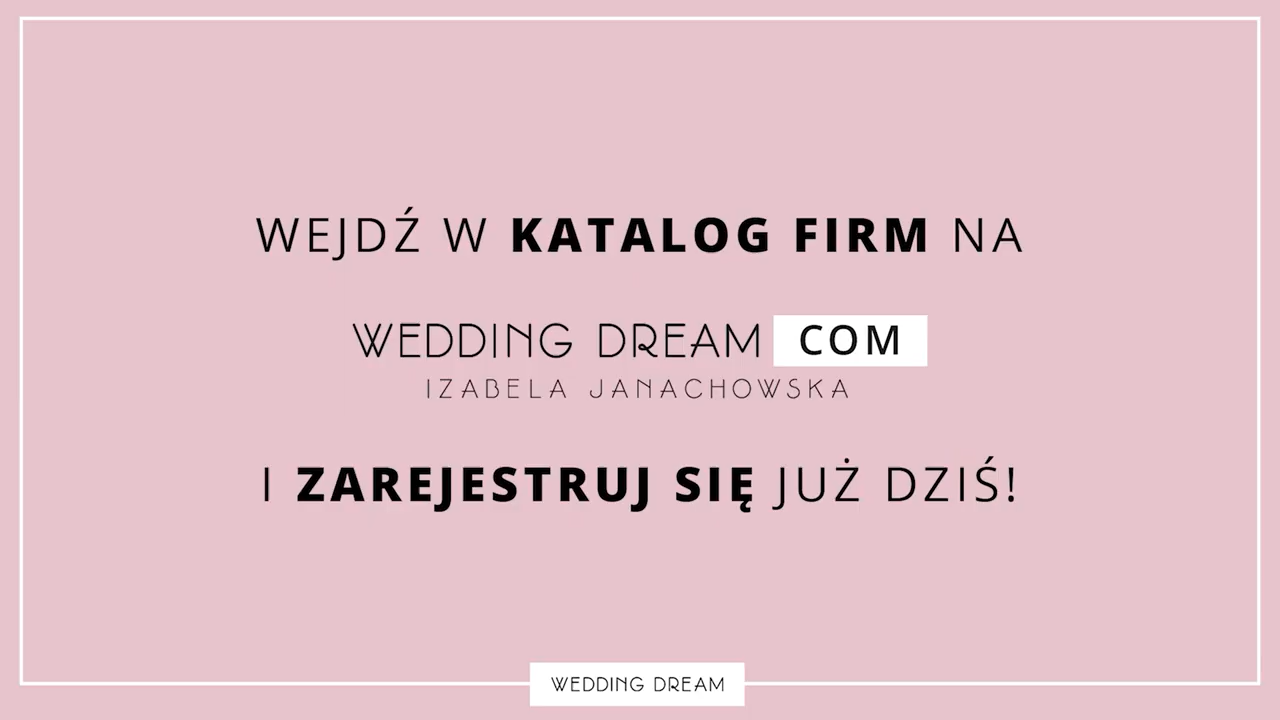 WEJDŹ W KATALOG FIRM NA
WEDDING DREAM COM
IZABELA JANACHOWSKA
I ZAREJESTRUJ SIĘ JUŻ DZIŚ!
WEDDING DREAM